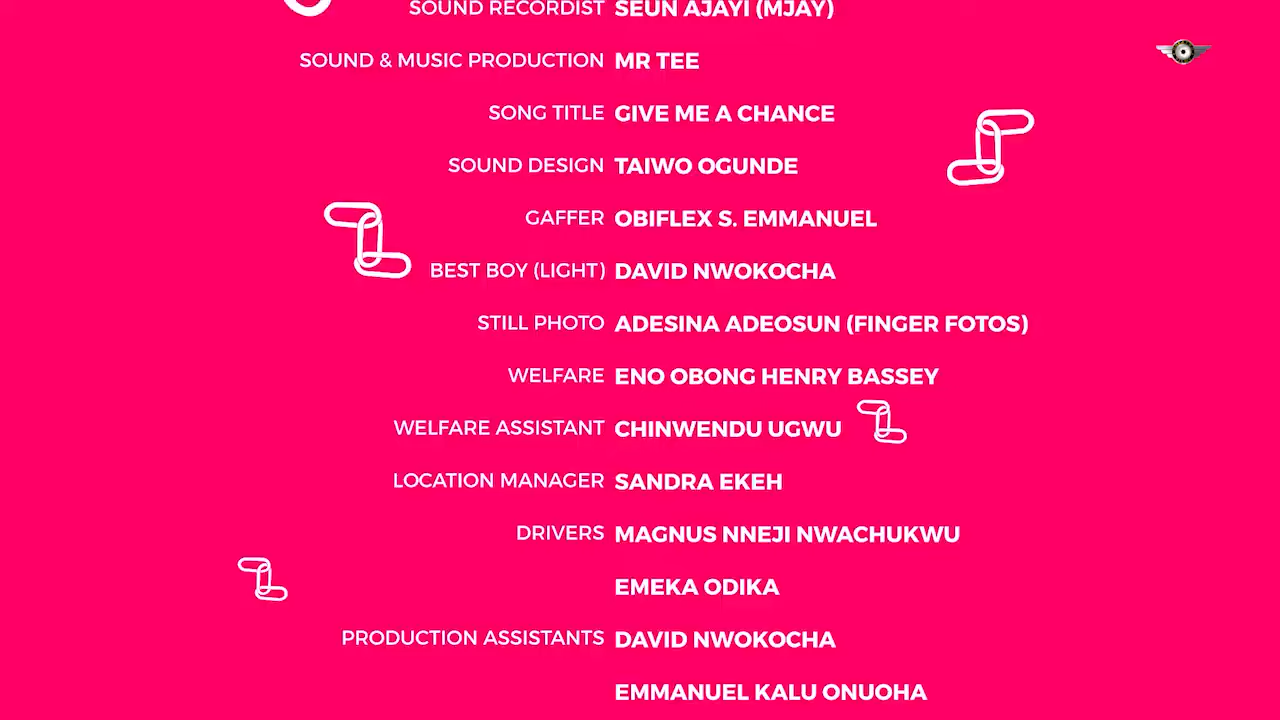 SOUND RECORDIST SEUN AJAYI (MJAY)
SOUND & MUSIC PRODUCTION MR TEE
SONG TITLE GIVE ME A CHANCE
SOUND DESIGN TAIWO OGUNDE
GAFFER OBIFLEX S. EMMANUEL
BEST BOY (LIGHT) DAVID NWOKOCHA
STILL PHOTO ADESINA ADEOSUN (FINGER FOTOS)
WELFARE ENO OBONG HENRY BASSEY
WELFARE ASSISTANT CHINWENDU UGWU
LOCATION MANAGER SANDRA EKEH
DRIVERS MAGNUS NNEJI NWACHUKWU
EMEKA ODIKA
PRODUCTION ASSISTANTS DAVID NWOKOCHA
EMMANUEL KALU ONUOHA